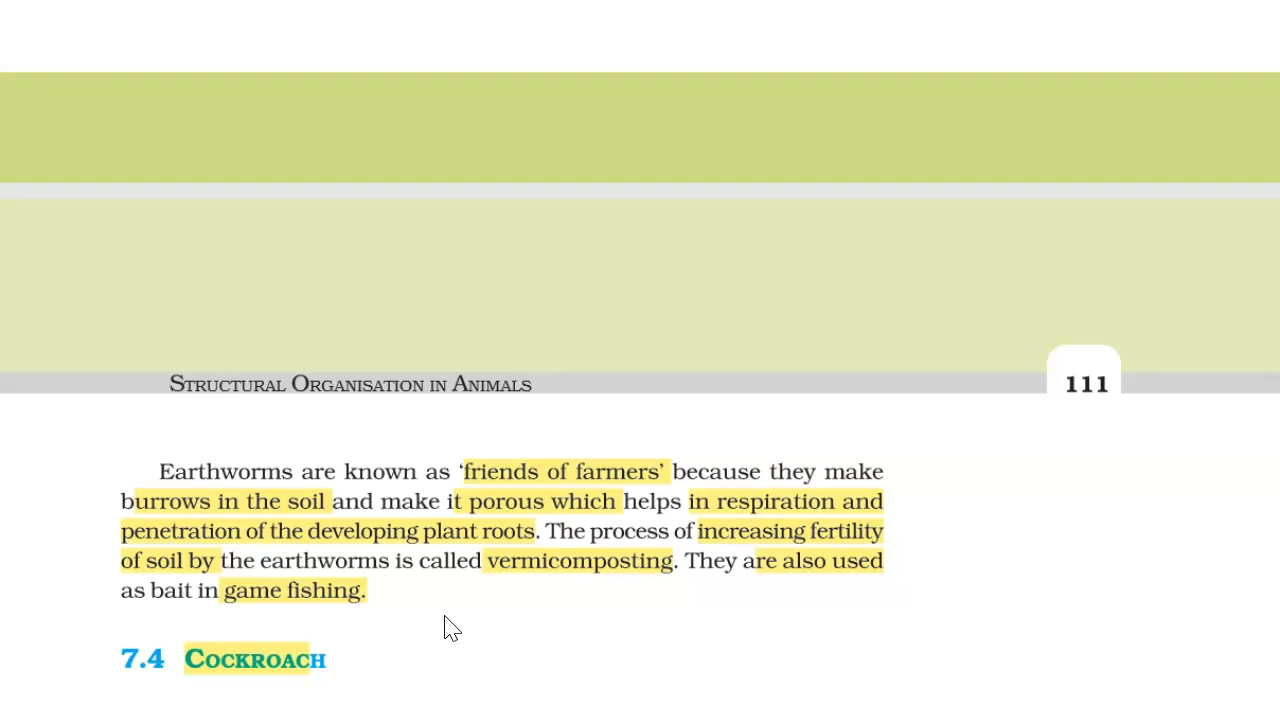 STRUCTURAL ORGANISATION IN ANIMALS 111
Earthworms are known as ‘friends of farmers’ because they make
burrows in the soil and make it porous which helps in respiration and
penetration of the developing plant roots. The process of increasing fertility
of soil by the earthworms is called vermicomposting. They are also used
as bait in game fishing.
7.4 COCKROACH